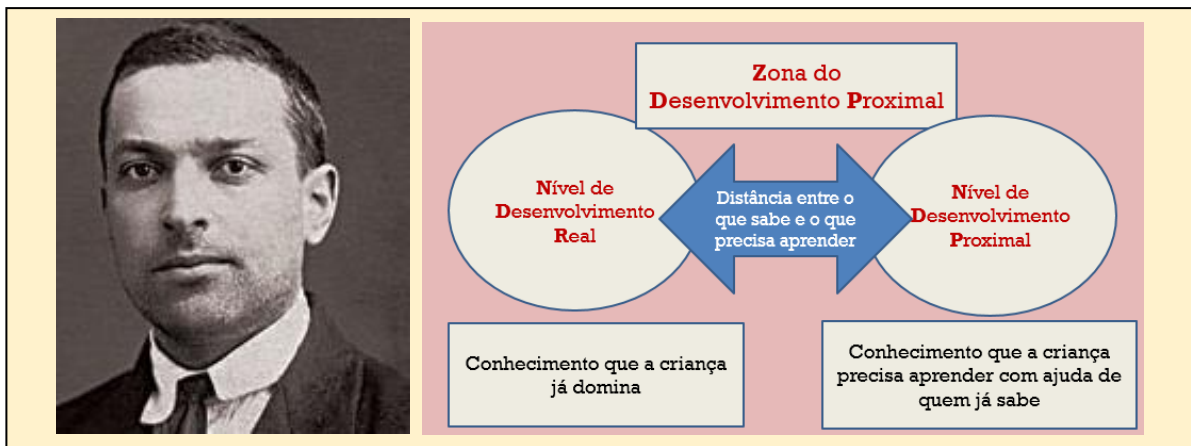 Zona do
Desenvolvimento Proximal
Nível de
Desenvolvimento
Real
Distância entre o
que sabe e o que
precisa aprender
Nível de
Desenvolvimento
Proximal
Conhecimento que a criança
já domina
Conhecimento que a criança
precisa aprender com ajuda de
quem já sabe